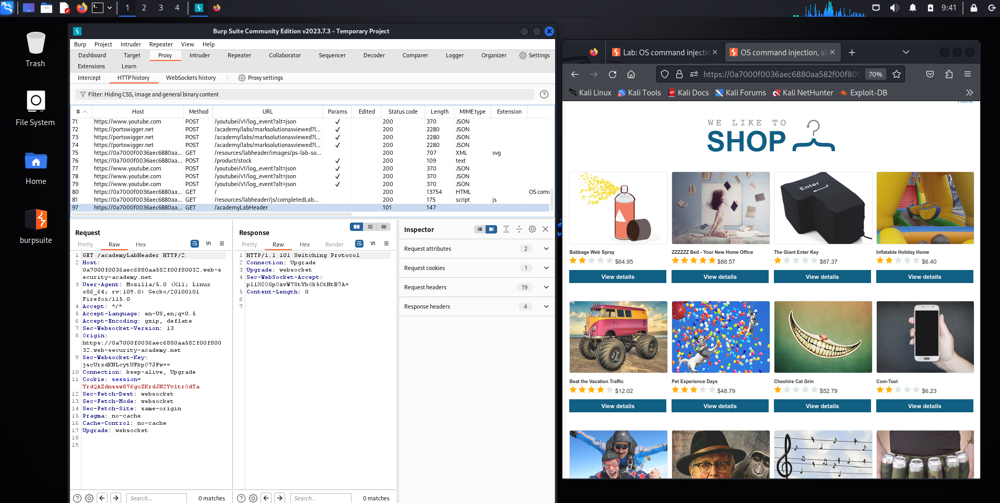 1 2 3 4 9:41
Trash
File System
Home
burpsuite
Burp Suite Community Edition v2023.7.3 - Temporary Project
Burp Project Intruder Repeater View Help
Dashboard Target Proxy Intruder Repeater Collaborator Sequencer Decoder Comparer Logger Organizer Settings
Extensions Learn
Intercept HTTP history WebSockets history Proxy settings
Filter: Hiding CSS, image and general binary content
# Host Method URL Params Edited Status code Length MIME type Extension
71 https://www.youtube.com POST /youtubei/v1/log_event?alt=json ✓ 200 370 JSON
72 https://portswigger.net POST /academy/labs/marksolutionasviewed?l... ✓ 200 2280 JSON
73 https://portswigger.net POST /academy/labs/marksolutionasviewed?l... ✓ 200 2280 JSON
74 https://portswigger.net POST /academy/labs/marksolutionasviewed?l... ✓ 200 2280 JSON
75 https://0a7000f0036aec6880aa... GET /resources/labheader/images/ps-lab-so... 200 707 XML svg
76 https://0a7000f0036aec6880aa... POST /product/stock ✓ 200 109 text
77 https://www.youtube.com POST /youtubei/v1/log_event?alt=json ✓ 200 370 JSON
78 https://www.youtube.com POST /youtubei/v1/log_event?alt=json ✓ 200 370 JSON
79 https://www.youtube.com POST /youtubei/v1/log_event?alt=json ✓ 200 370 JSON
80 https://0a7000f0036aec6880aa... GET / 200 13754 HTML OS com
81 https://0a7000f0036aec6880aa... GET /resources/labheader/js/completedLab... 200 175 script js
97 https://0a7000f0036aec6880aa... GET /academyLabHeader 101 147
Request
Pretty Raw Hex \n
1 GET /academyLabHeader HTTP/2
2 Host:
0a7000f0036aec6880aa582f00f80032.web-s
ecurity-academy.net
3 User-Agent: Mozilla/5.0 (X11; Linux
x86_64; rv:109.0) Gecko/20100101
Firefox/115.0
4 Accept: */*
5 Accept-Language: en-US,en;q=0.5
6 Accept-Encoding: gzip, deflate
7 Sec-Websocket-Version: 13
8 Origin:
https://0a7000f0036aec6880aa582f00f800
32.web-security-academy.net
9 Sec-Websocket-Key:
jscUrxdKNLcytUFkp07JFw==
10 Connection: keep-alive, Upgrade
11 Cookie: session=
YrdQAZdnssw876goZKrdJN2Yvltr0dTa
12 Sec-Fetch-Dest: websocket
13 Sec-Fetch-Mode: websocket
14 Sec-Fetch-Site: same-origin
15 Pragma: no-cache
16 Cache-Control: no-cache
17 Upgrade: websocket
18
19
Search... 0 matches
Response
Pretty Raw Hex Render \n
1 HTTP/1.1 101 Switching Protocol
2 Connection: Upgrade
3 Upgrade: websocket
4 Sec-WebSocket-Accept:
p11XC0Gp0zvW7StVb0k5CtNtB7A=
5 Content-Length: 0
6
7
Search... 0 matches
Inspector
Request attributes 2
Request cookies 1
Request headers 19
Response headers 4
Lab: OS command injectio OS command injection, si
https://0a7000f0036aec6880aa582f00f800 70%
Kali Linux Kali Tools Kali Docs Kali Forums Kali NetHunter Exploit-DB
Home
WE LIKE TO
SHOP
Enter
Babbage Web Spray ZZZZZZ Bed - Your New Home Office The Giant Enter Key Inflatable Holiday Home
$64.95 $88.57 $87.37 $6.40
View details View details View details View details
Beat the Vacation Traffic Pet Experience Days Cheshire Cat Grin Com-Tool
$12.02 $48.79 $52.79 $6.23
View details View details View details View details